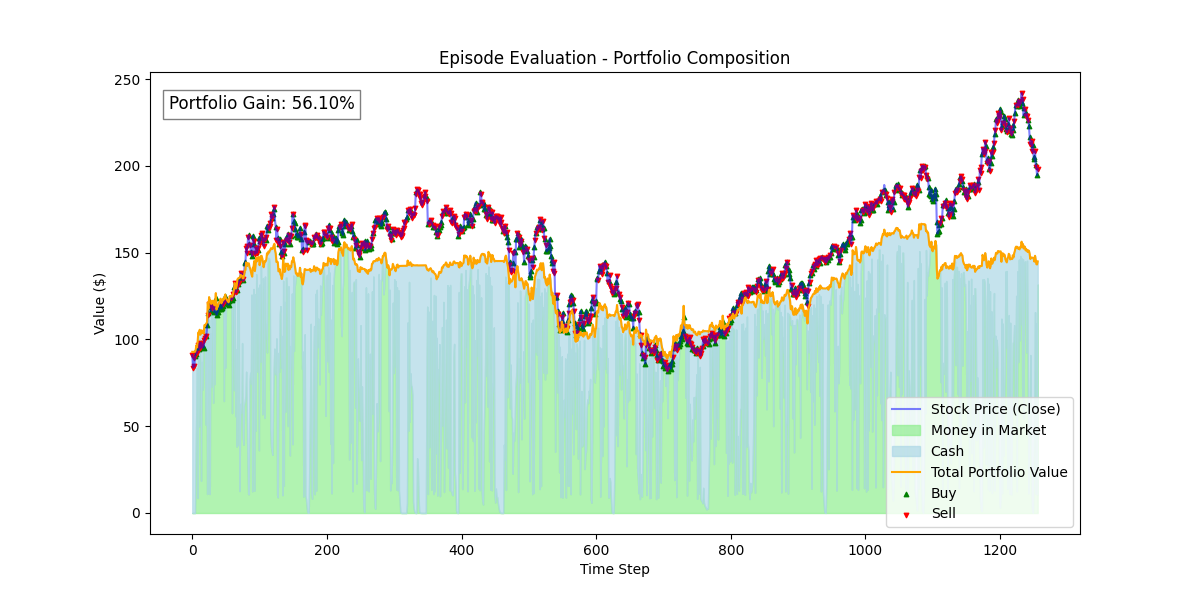 Episode Evaluation - Portfolio Composition
Portfolio Gain: 56.10%
Value ($)
250
200
150
100
50
0
0 200 400 600 800 1000 1200
Time Step
Stock Price (Close)
Money in Market
Cash
Total Portfolio Value
Buy
Sell